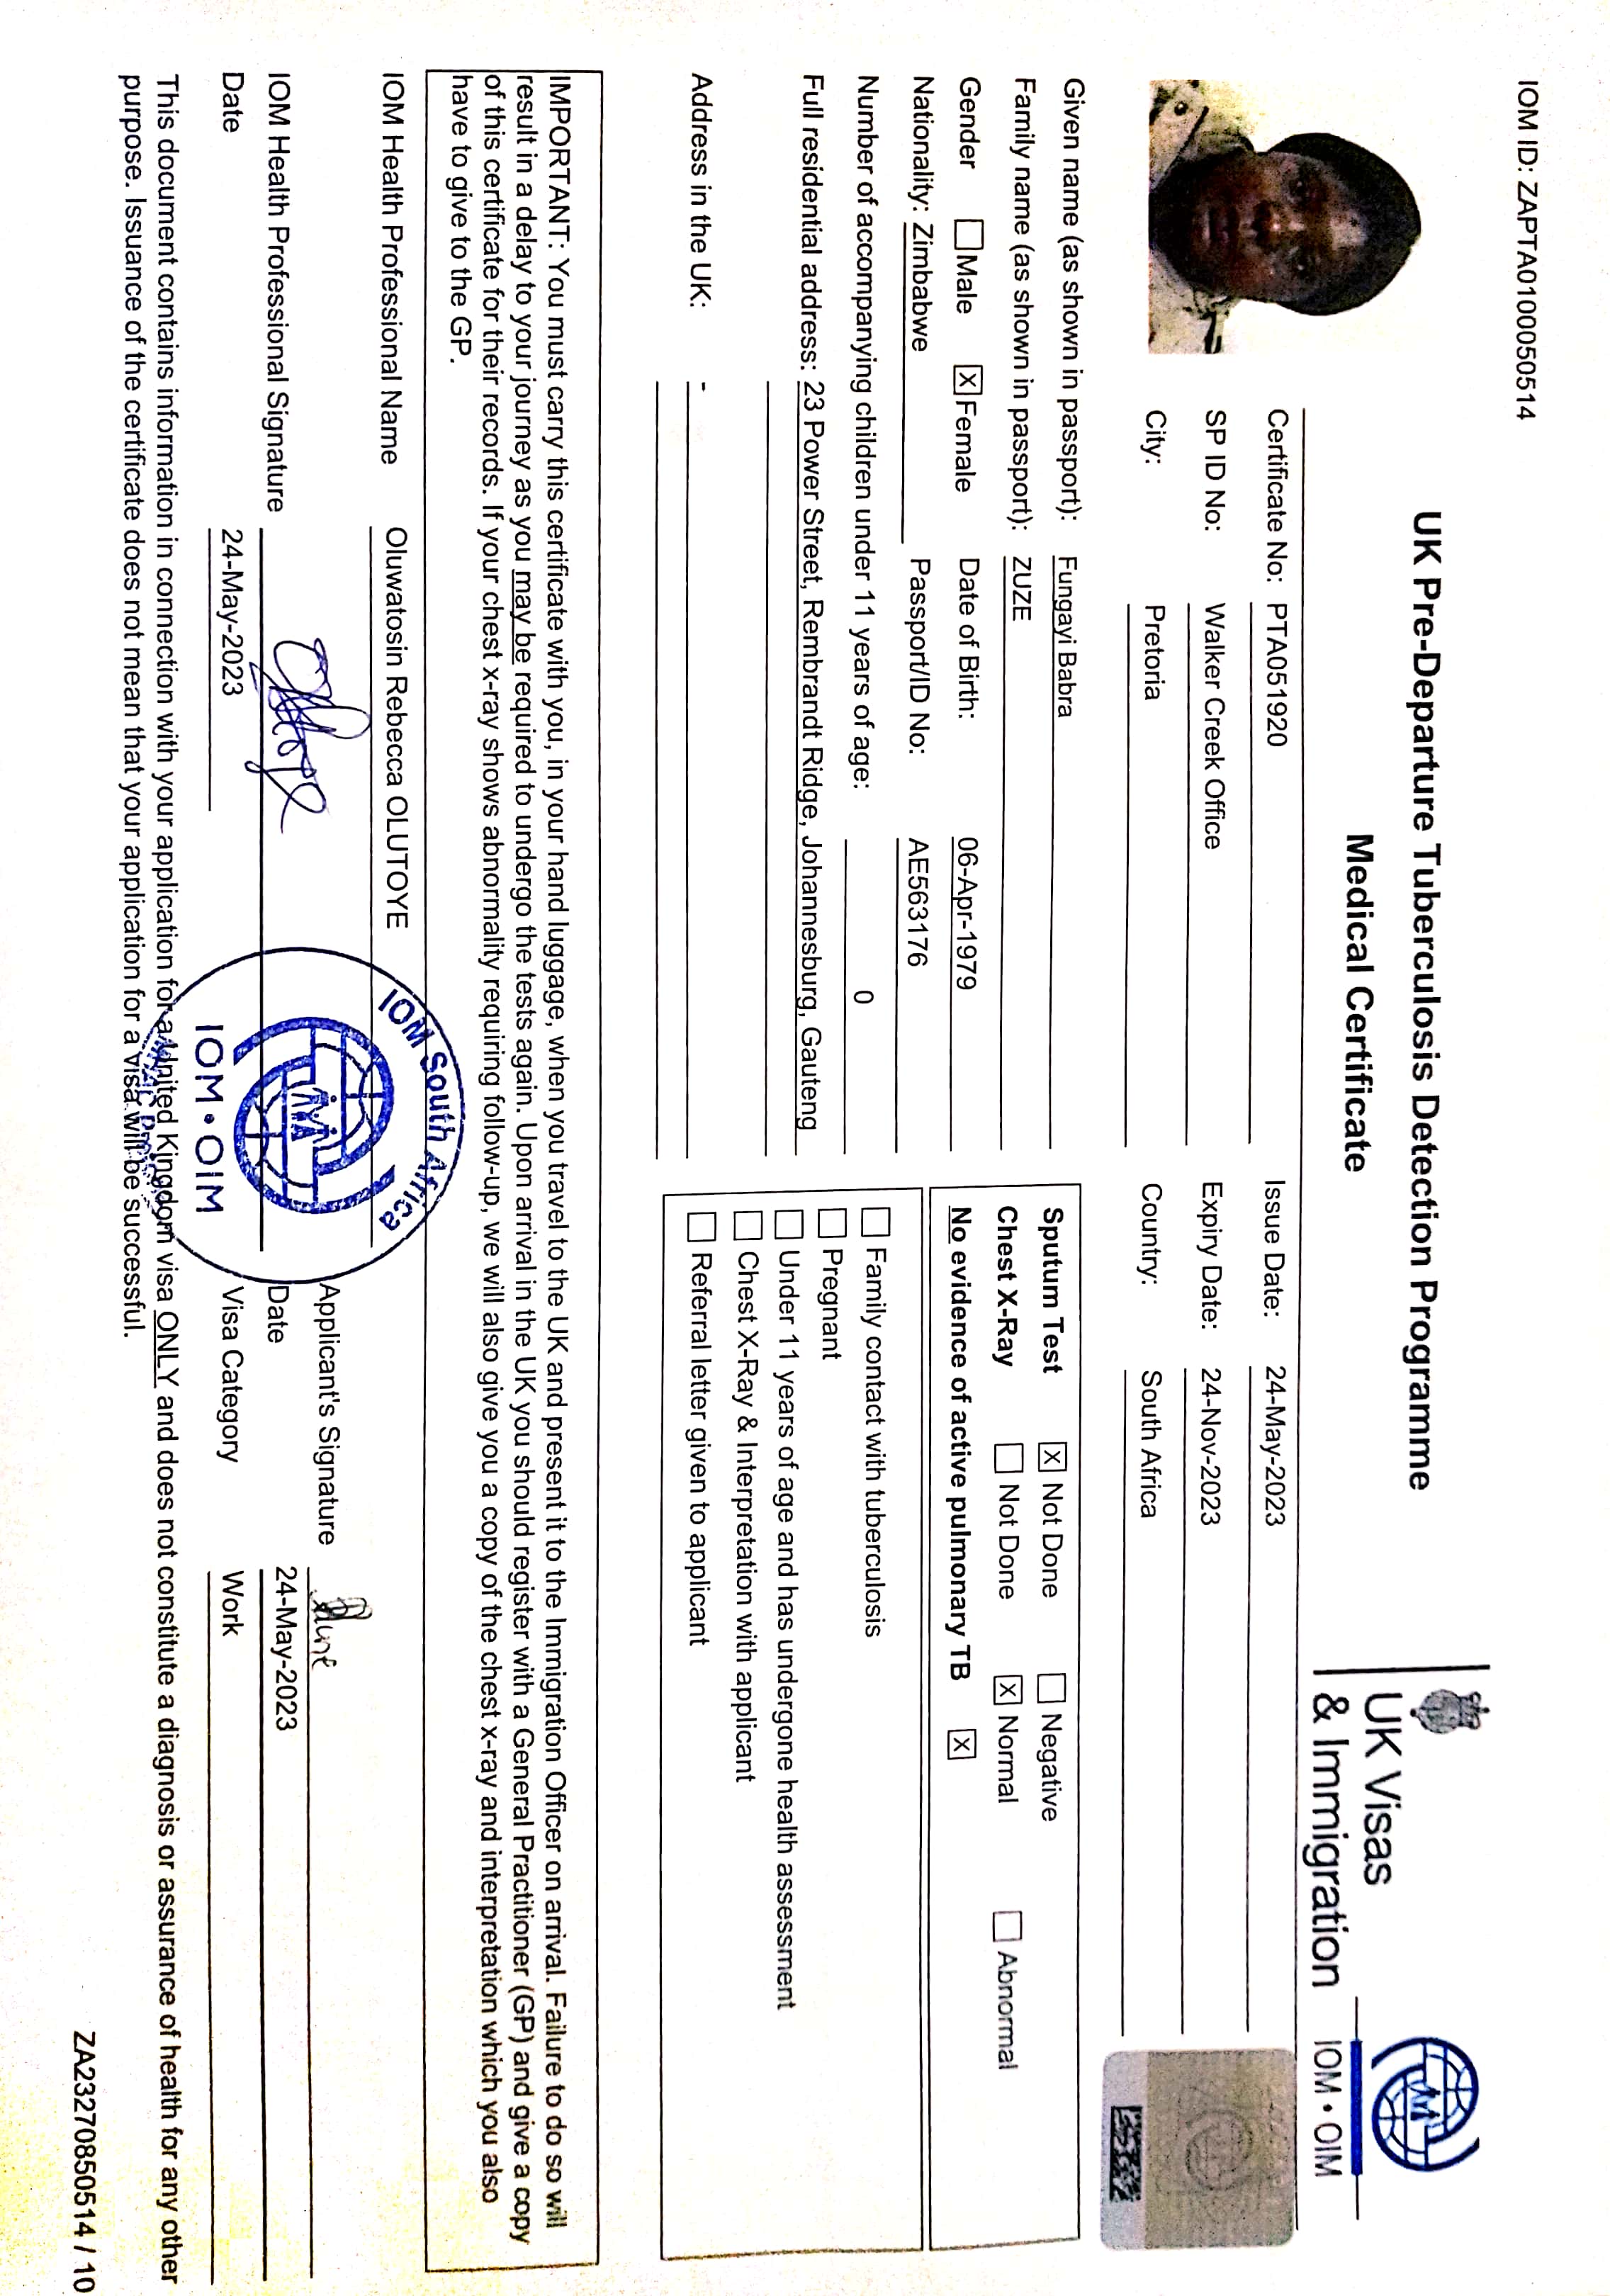 IOM ID: ZAPTA0100050514
UK Pre-Departure Tuberculosis Detection Programme
Medical Certificate
UK Visas
& Immigration
IOM • OIM
Certificate No: PTA051920
Issue Date: 24-May-2023
SP ID No: Walker Creek Office
Expiry Date: 24-Nov-2023
City: Pretoria
Country: South Africa
Given name (as shown in passport): Fungayi Babra
Family name (as shown in passport): ZUZE
Gender Male X Female Date of Birth: 06-Apr-1979
Nationality: Zimbabwe Passport/ID No: AE563176
Number of accompanying children under 11 years of age: 0
Full residential address: 23 Power Street, Rembrandt Ridge, Johannesburg, Gauteng
Address in the UK: -
Sputum Test X Not Done Negative
Chest X-Ray Not Done X Normal Abnormal
No evidence of active pulmonary TB X
Family contact with tuberculosis
Pregnant
Under 11 years of age and has undergone health assessment
Chest X-Ray & Interpretation with applicant
Referral letter given to applicant
IMPORTANT: You must carry this certificate with you, in your hand luggage, when you travel to the UK and present it to the Immigration Officer on arrival. Failure to do so will
result in a delay to your journey as you may be required to undergo the tests again. Upon arrival in the UK you should register with a General Practitioner (GP) and give a copy
of this certificate for their records. If your chest x-ray shows abnormality requiring follow-up, we will also give you a copy of the chest x-ray and interpretation which you also
have to give to the GP.
IOM Health Professional Name Oluwatosin Rebecca OLUTOYE
IOM Health Professional Signature
Date 24-May-2023
IOM South Africa
IOM • OIM
Applicant's Signature
Date 24-May-2023
Visa Category Work
This document contains information in connection with your application for a United Kingdom visa ONLY and does not constitute a diagnosis or assurance of health for any other
purpose. Issuance of the certificate does not mean that your application for a visa will be successful.
ZA23270850514 / 10